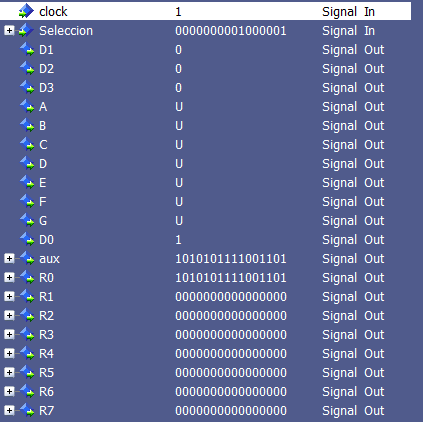 clock 1 Signal In
Seleccion 0000000001000001 Signal In
D1 0 Signal Out
D2 0 Signal Out
D3 0 Signal Out
A U Signal Out
B U Signal Out
C U Signal Out
D U Signal Out
E U Signal Out
F U Signal Out
G U Signal Out
D0 1 Signal Out
aux 1010101111001101 Signal Out
R0 1010101111001101 Signal Out
R1 0000000000000000 Signal Out
R2 0000000000000000 Signal Out
R3 0000000000000000 Signal Out
R4 0000000000000000 Signal Out
R5 0000000000000000 Signal Out
R6 0000000000000000 Signal Out
R7 0000000000000000 Signal Out